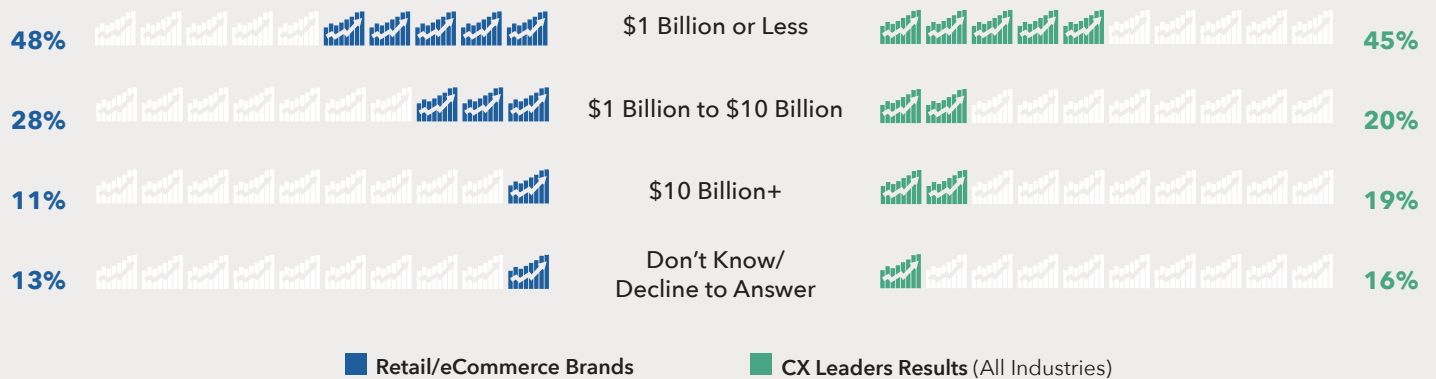 48% $1 Billion or Less 45%
28% $1 Billion to $10 Billion 20%
11% $10 Billion+ 19%
Don't Know/
13% Decline to Answer 16%
Retail/eCommerce Brands CX Leaders Results (All Industries)